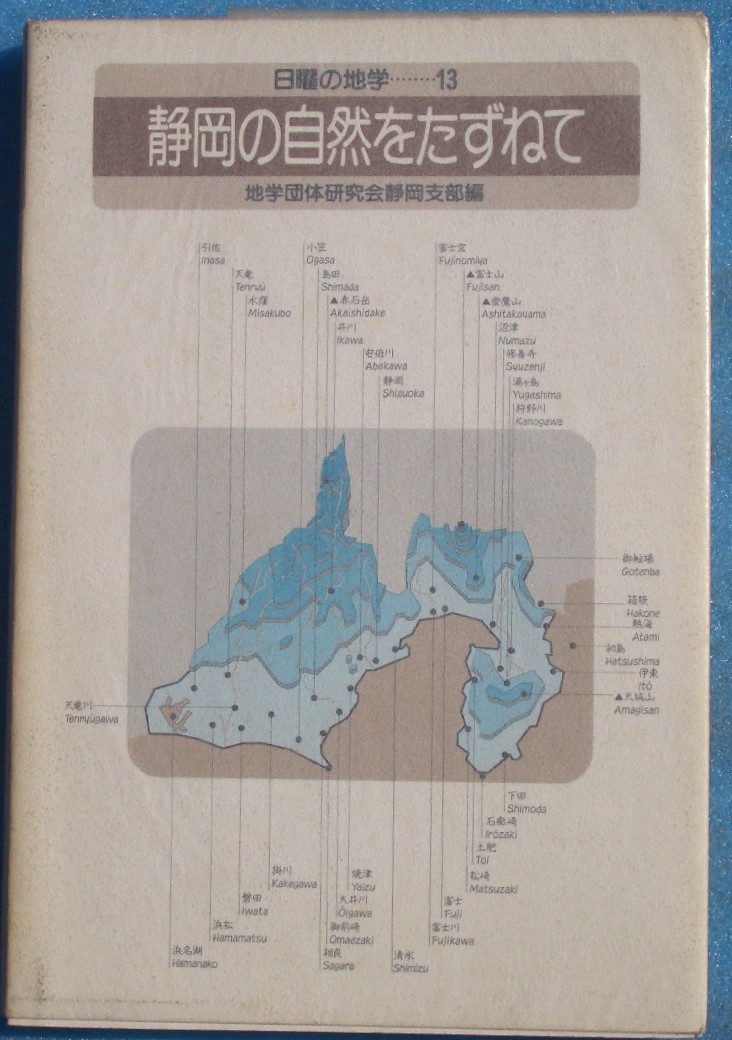 日曜の地学………13
静岡の自然をたずねて
地学団体研究会静岡支部編
引佐
Inasa
小笠
Ogasa
富士宮
Fujinomiya
天竜
Tenryū
島田
Shimada
▲富士山
Fujisan
水窪
Misakubo
▲赤石岳
Akaishidake
▲愛鷹山
Ashitakayama
井川
Ikawa
沼津
Numazu
安倍川
Abekawa
修善寺
Syuzenji
静岡
Shizuoka
湯ヶ島
Yugashima
狩野川
Kanogawa
御殿場
Gotenba
箱根
Hakone
熱海
Atami
初島
Hatsushima
伊東
Itō
▲天城山
Amagisan
天竜川
Tenryūgawa
下田
Shimoda
石廊崎
Irōzaki
土肥
Toi
松崎
Matsuzaki
掛川
Kakegawa
焼津
Yaizu
磐田
Iwata
大井川
Ōigawa
富士
Fuji
浜松
Hamamatsu
御前崎
Omaezaki
富士川
Fujikawa
浜名湖
Hamanako
相良
Sagara
清水
Shimizu